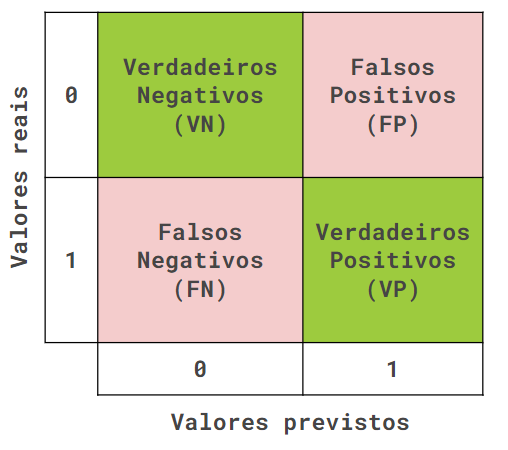 Valores reais
0
Verdadeiros
Negativos
(VN)
Falsos
Positivos
(FP)
1
Falsos
Negativos
(FN)
Verdadeiros
Positivos
(VP)
0
1
Valores previstos